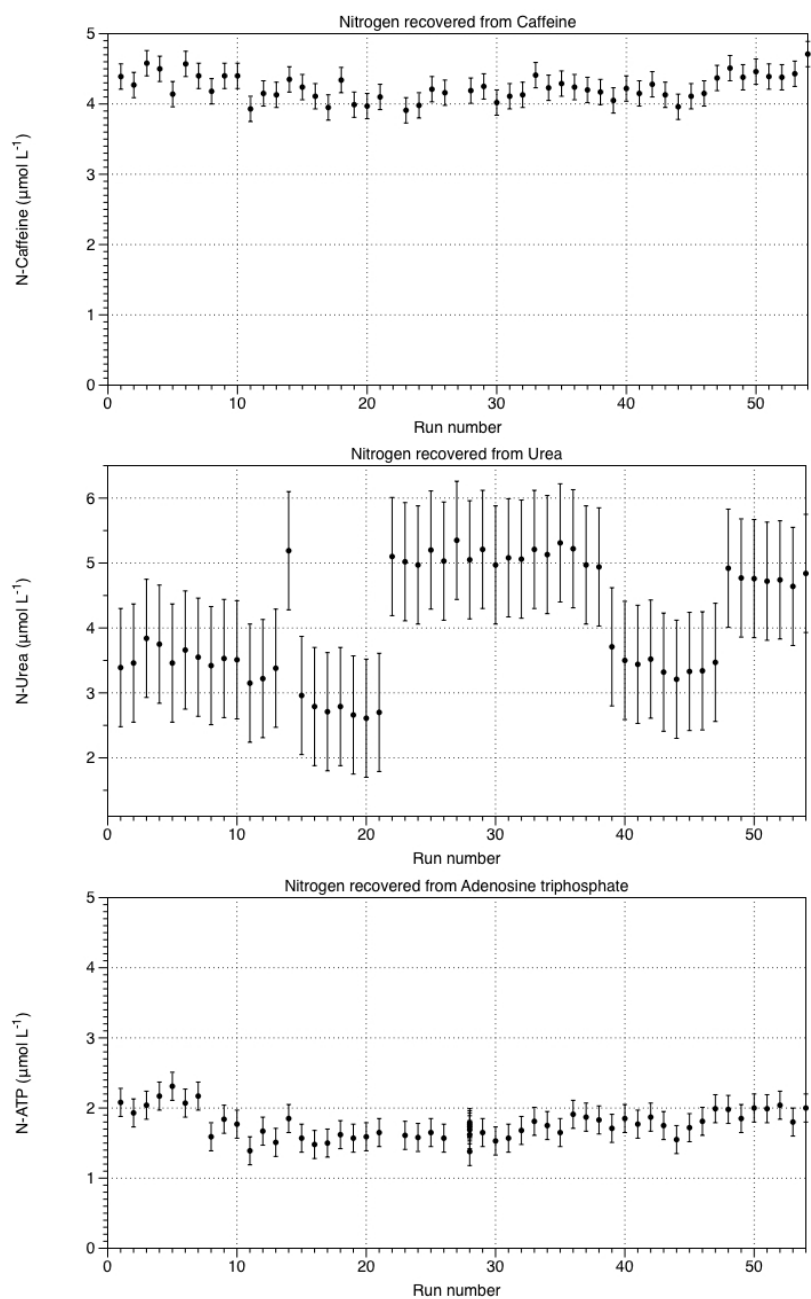 Nitrogen recovered from Caffeine
5
4
3
2
1
0
N-Caffeine (μmol L⁻¹)
0 10 20 30 40 50
Run number
Nitrogen recovered from Urea
6
5
4
3
2
N-Urea (μmol L⁻¹)
0 10 20 30 40 50
Run number
Nitrogen recovered from Adenosine triphosphate
5
4
3
2
1
0
N-ATP (μmol L⁻¹)
0 10 20 30 40 50
Run number